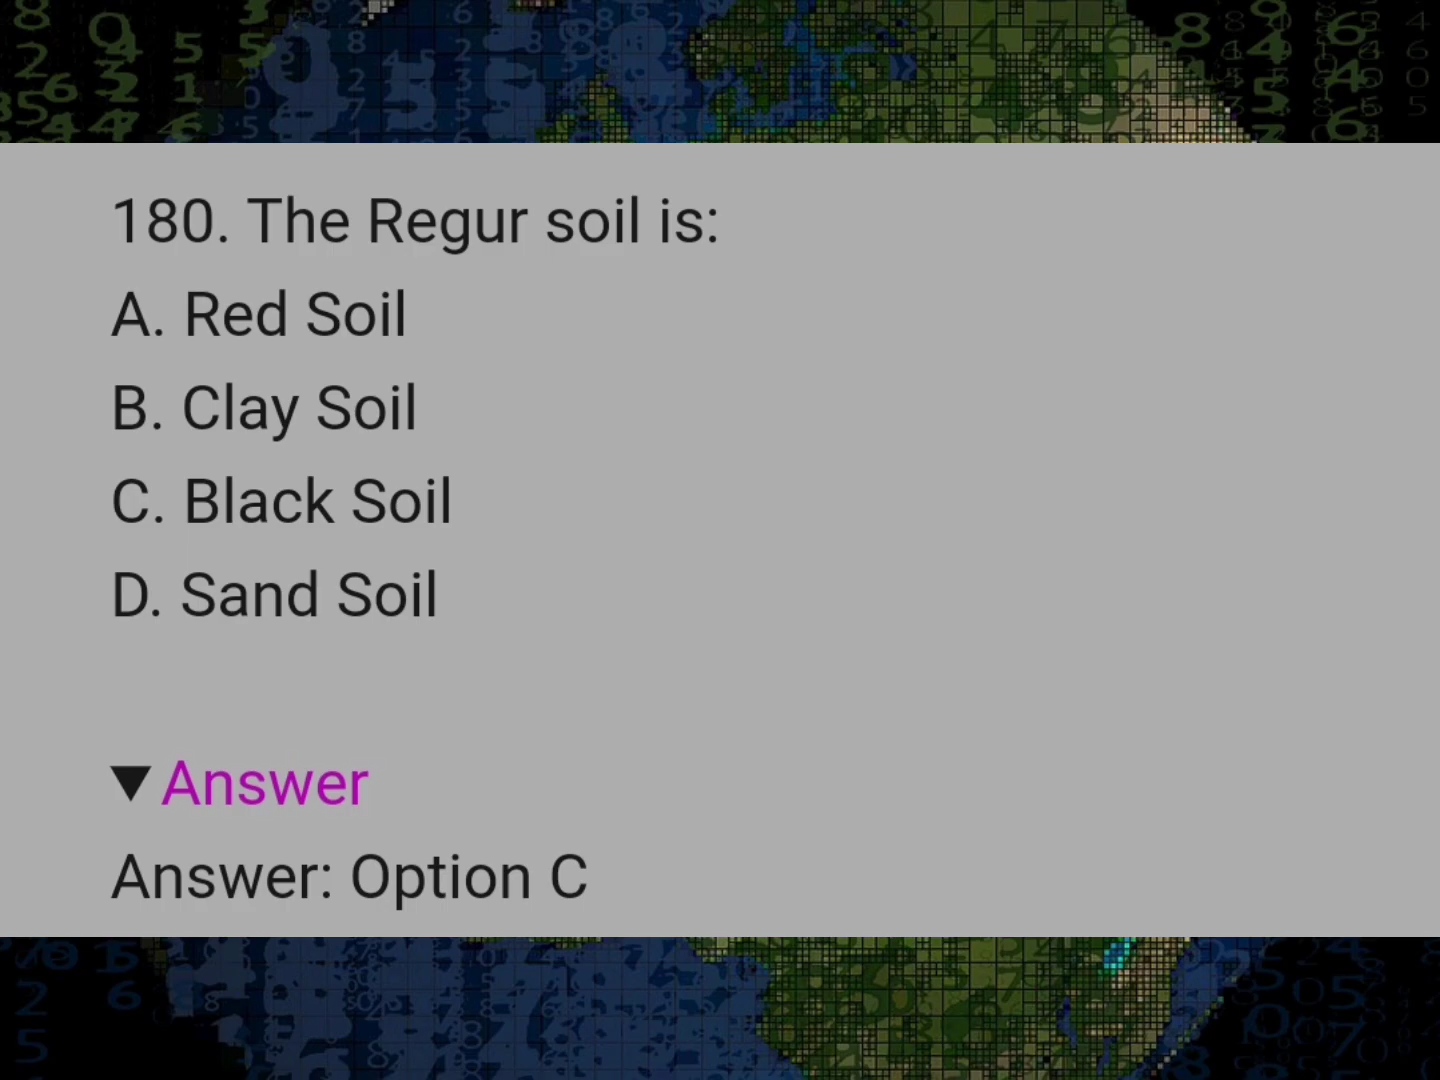 180. The Regur soil is:
A. Red Soil
B. Clay Soil
C. Black Soil
D. Sand Soil
▼ Answer
Answer: Option C